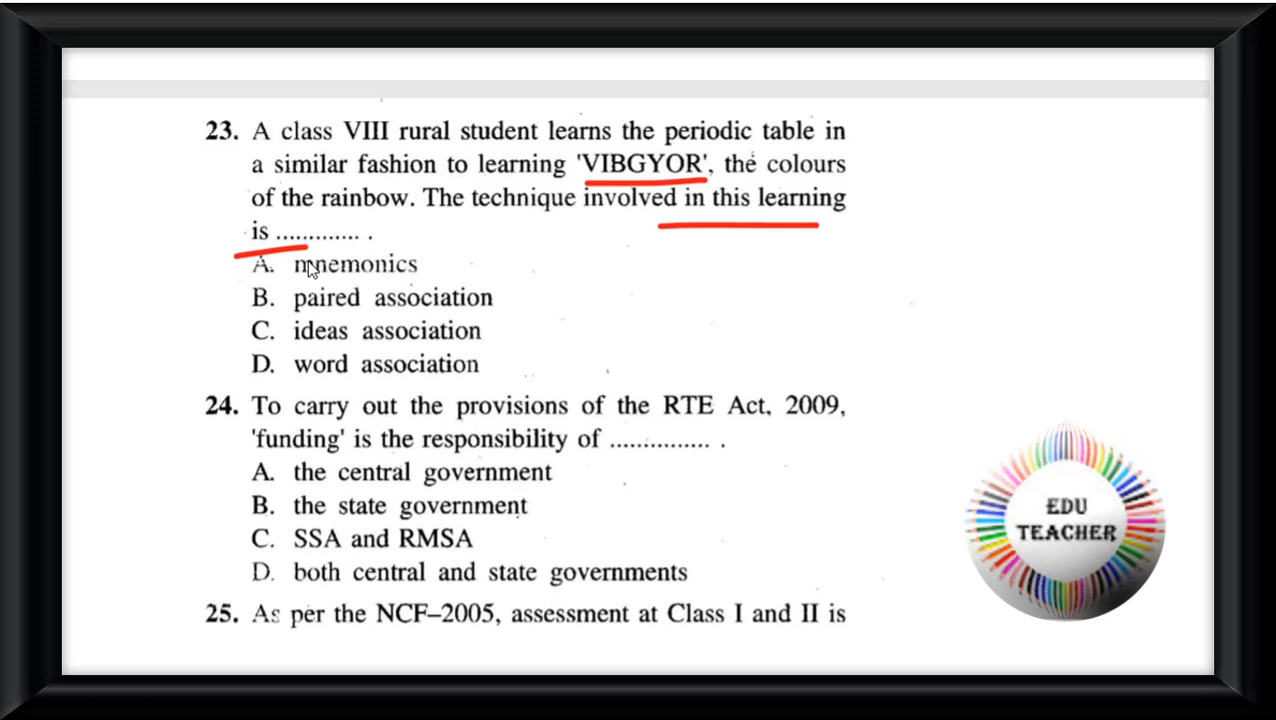 23. A class VIII rural student learns the periodic table in
a similar fashion to learning 'VIBGYOR', the colours
of the rainbow. The technique involved in this learning
is ............. .
A. mnemonics
B. paired association
C. ideas association
D. word association
24. To carry out the provisions of the RTE Act, 2009,
'funding' is the responsibility of ............... .
A. the central government
B. the state government
C. SSA and RMSA
D. both central and state governments
25. As per the NCF–2005, assessment at Class I and II is
EDU
TEACHER